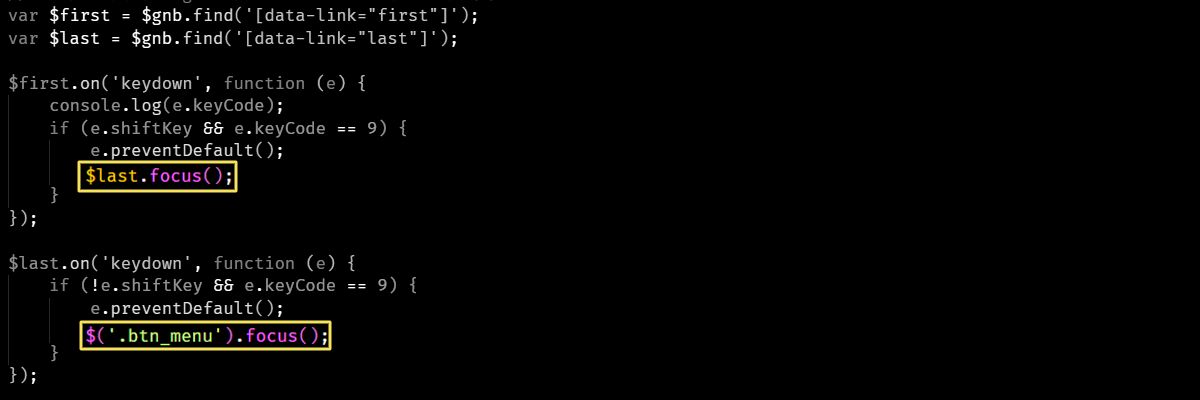 var $first = $gnb.find('[data-link="first"]');
var $last = $gnb.find('[data-link="last"]');
$first.on('keydown', function (e) {
console.log(e.keyCode);
if (e.shiftKey && e.keyCode == 9) {
e.preventDefault();
$last.focus();
}
});
$last.on('keydown', function (e) {
if (!e.shiftKey && e.keyCode == 9) {
e.preventDefault();
$('.btn_menu').focus();
}
});